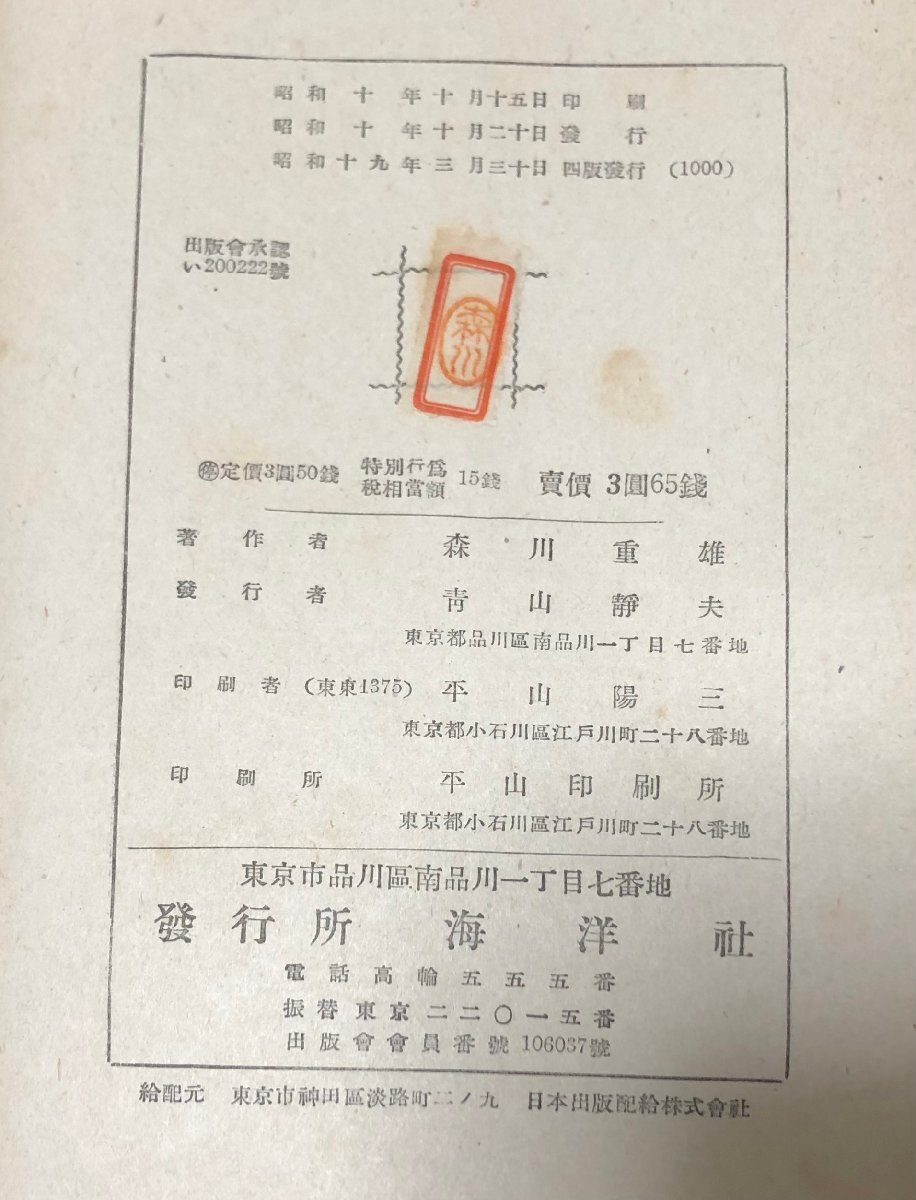 昭和十年十月十五日印刷
昭和十年十月二十日發行
昭和十九年三月三十日四版發行(1000)
出版會承認
い200222號
森川
㊕定價3圓50錢 特別行爲税相當額 15錢 賣價 3圓65錢
著作者 森川重雄
發行者 靑山靜夫
東京都品川區南品川一丁目七番地
印刷者(東東1375) 平山陽三
東京都小石川區江戶川町二十八番地
印刷所 平山印刷所
東京都小石川區江戶川町二十八番地
東京市品川區南品川一丁目七番地
發行所 海洋社
電話高輪五五五番
振替東京二二〇一五番
出版會會員番號106037號
給配元 東京市神田區淡路町二ノ九 日本出版配給株式會社